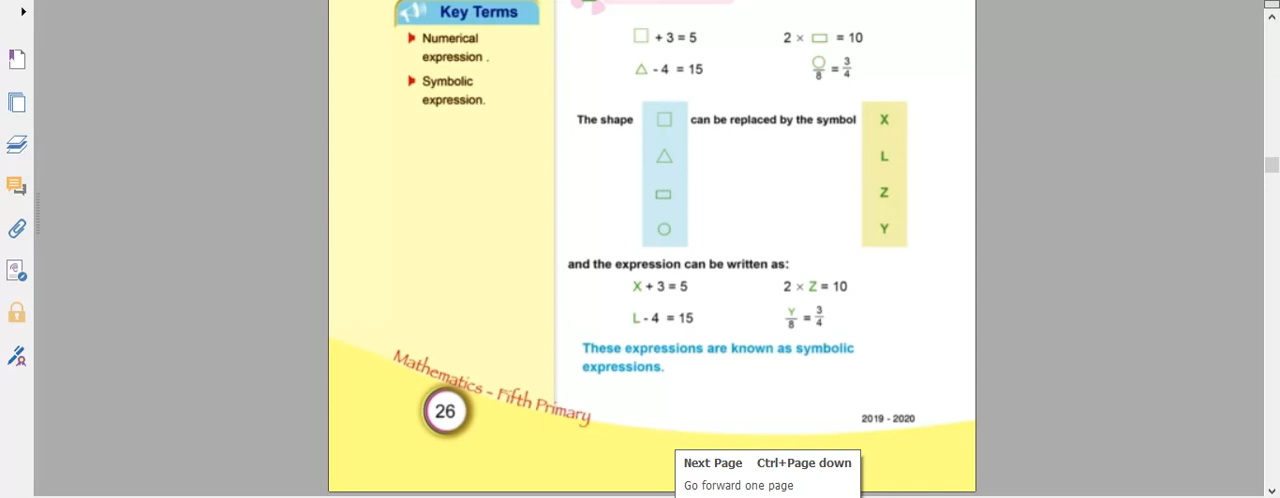 Key Terms
Numerical
expression .
Symbolic
expression.
+ 3 = 5
2 × = 10
- 4 = 15
/8 = 3/4
The shape can be replaced by the symbol X
L
Z
Y
and the expression can be written as:
X + 3 = 5
2 × Z = 10
L - 4 = 15
Y/8 = 3/4
These expressions are known as symbolic
expressions.
Mathematics - Fifth Primary
26
2019 - 2020
Next Page Ctrl+Page down
Go forward one page